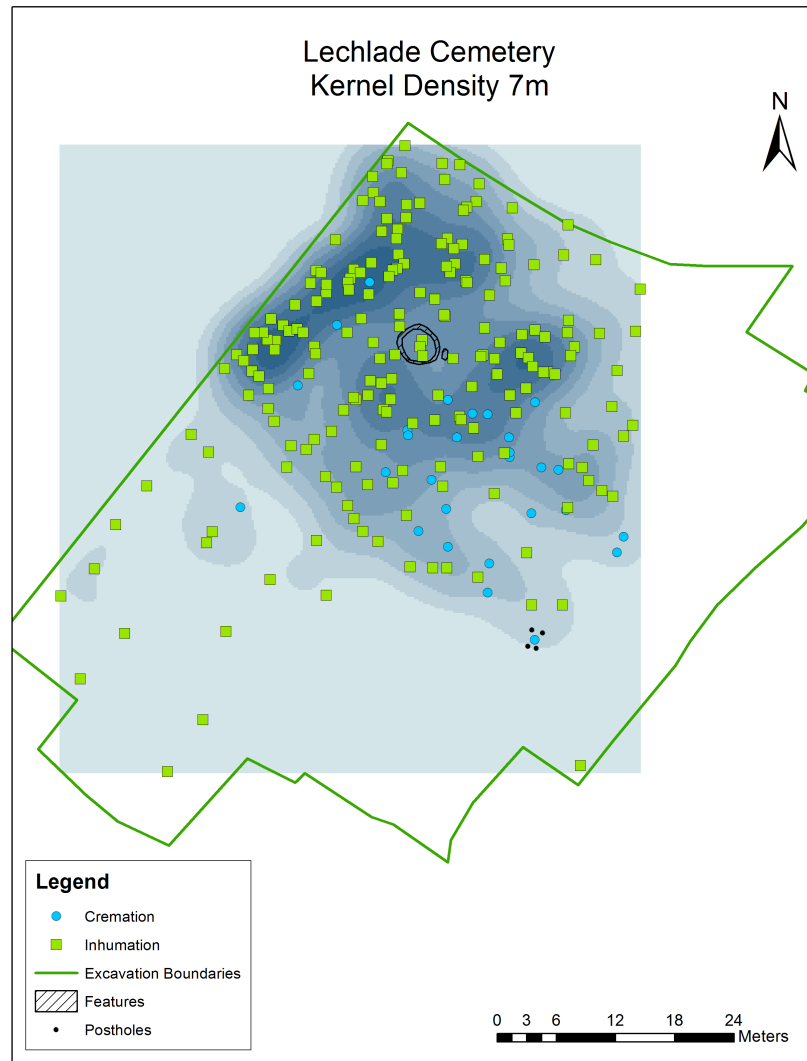 Lechlade Cemetery
Kernel Density 7m
N
Legend
Cremation
Inhumation
Excavation Boundaries
Features
Postholes
0 3 6 12 18 24
Meters